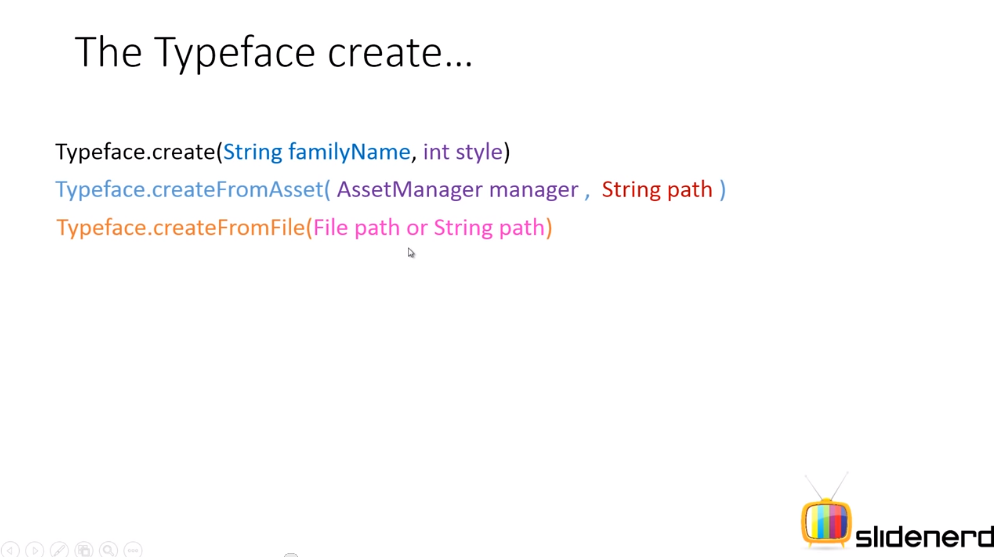 The Typeface create...
Typeface.create(String familyName, int style)
Typeface.createFromAsset( AssetManager manager , String path )
Typeface.createFromFile(File path or String path)
slidenerd